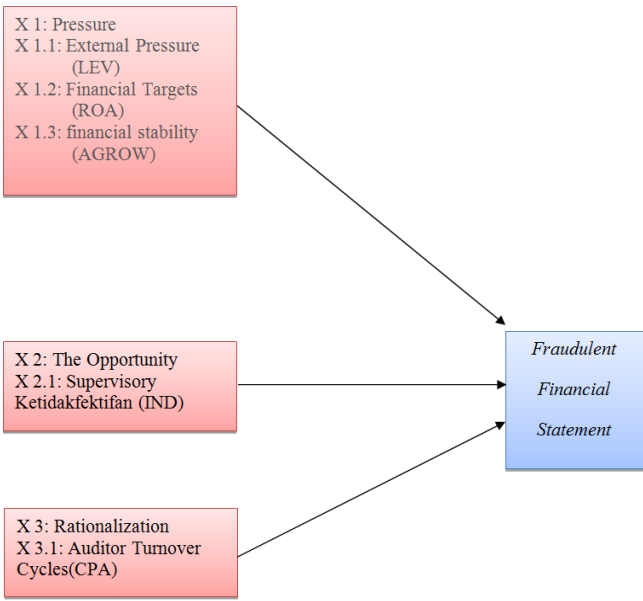 X 1: Pressure
X 1.1: External Pressure
(LEV)
X 1.2: Financial Targets
(ROA)
X 1.3: financial stability
(AGROW)
X 2: The Opportunity
X 2.1: Supervisory
Ketidakfektifan (IND)
X 3: Rationalization
X 3.1: Auditor Turnover
Cycles(CPA)
Fraudulent
Financial
Statement